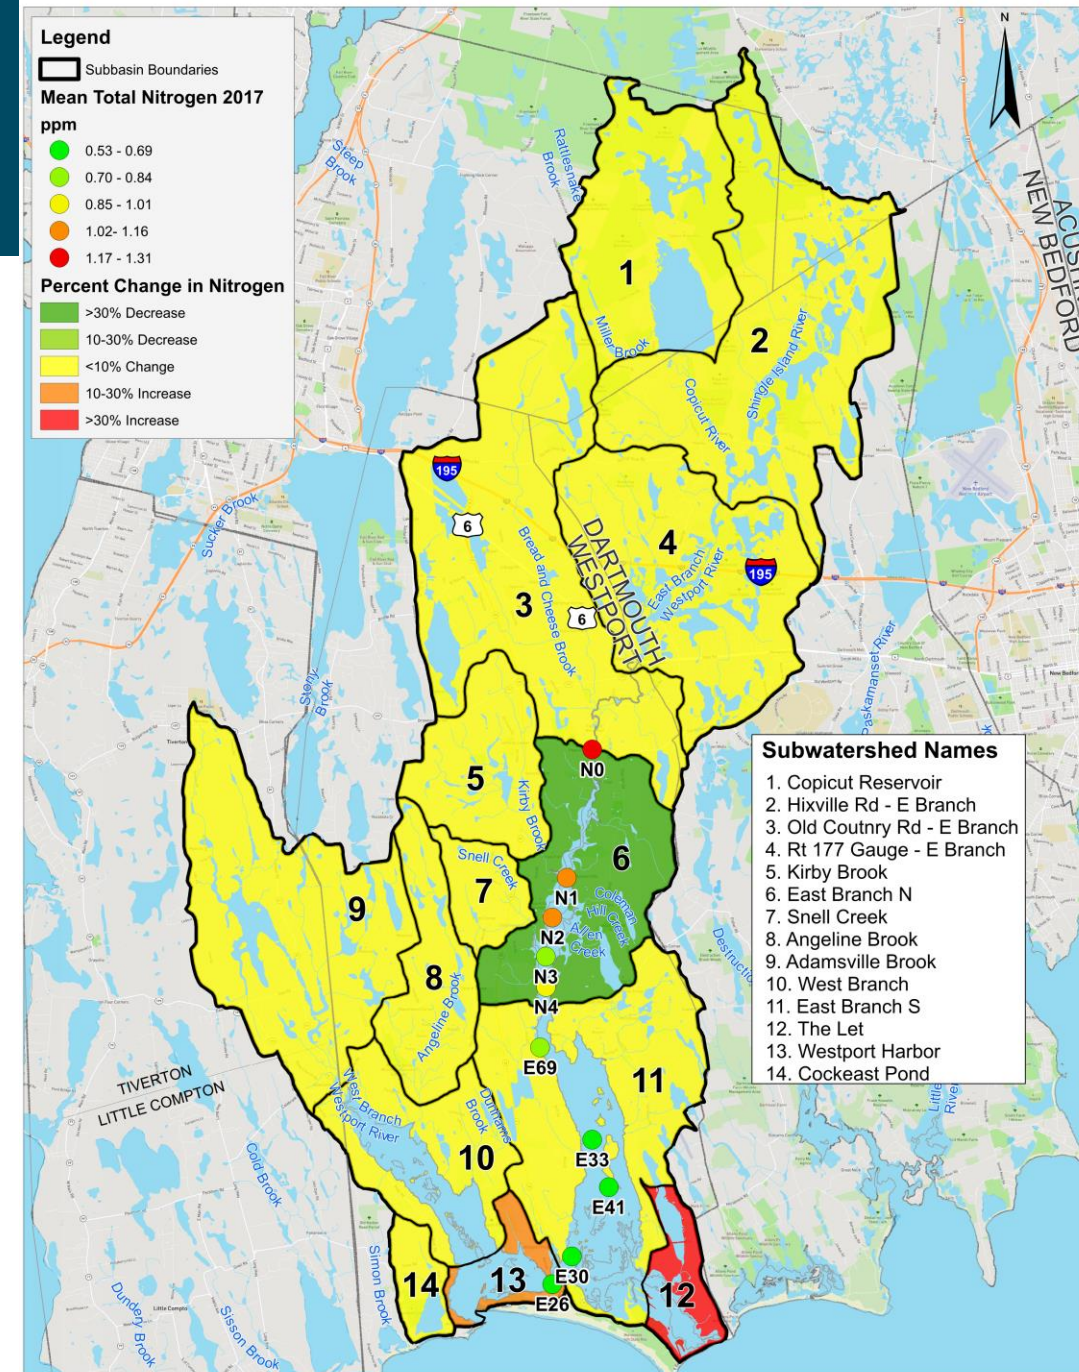 Legend
Subbasin Boundaries
Mean Total Nitrogen 2017
ppm
0.53 - 0.69
0.70 - 0.84
0.85 - 1.01
1.02- 1.16
1.17 - 1.31
Percent Change in Nitrogen
>30% Decrease
10-30% Decrease
<10% Change
10-30% Increase
>30% Increase
N
ACUSH
NEW BEDFORD
Steep
Brook
Rattlesnake
Brook
1
2
Miller Brook
Shingle Island River
Copicut River
195
6
Sucker Brook
Bread and Cheese Brook
DARTMOUTH
WESTPORT
4
East Branch
Westport River
195
3
6
Stony
Brook
Paskamanset River
Tiverton
5
Kirby Brook
N0
6
Snell Creek
7
N1
Coleman
Hill Creek
N2
Allen
Creek
N3
N4
9
8
Angeline Brook
Destruction
E69
11
TIVERTON
LITTLE COMPTON
West Branch
Westport River
Dunhams
Brook
10
E33
E41
Cold Brook
Simon Brook
E30
E26
13
14
12
Little Compton
Dundery Brook
Sisson Brook
Little
River
Subwatershed Names
1. Copicut Reservoir
2. Hixville Rd - E Branch
3. Old Coutnry Rd - E Branch
4. Rt 177 Gauge - E Branch
5. Kirby Brook
6. East Branch N
7. Snell Creek
8. Angeline Brook
9. Adamsville Brook
10. West Branch
11. East Branch S
12. The Let
13. Westport Harbor
14. Cockeast Pond